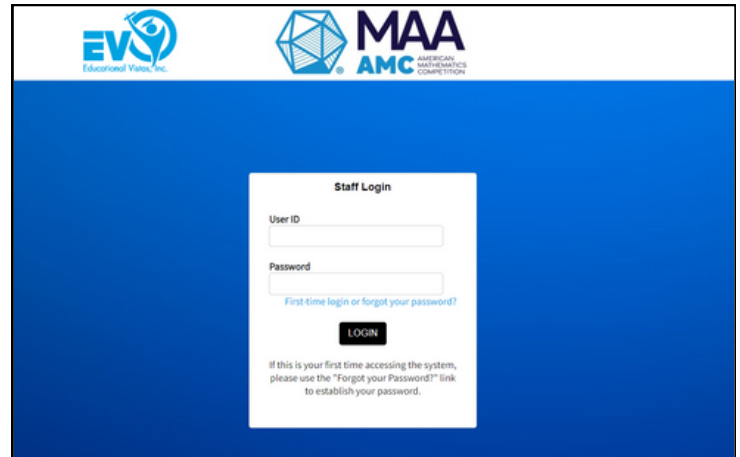 EV
Educational Vistas, Inc.
MAA
AMC AMERICAN
MATHEMATICS
COMPETITION
®
Staff Login
User ID
Password
First-time login or forgot your password?
LOGIN
If this is your first time accessing the system,
please use the "Forgot your Password?" link
to establish your password.